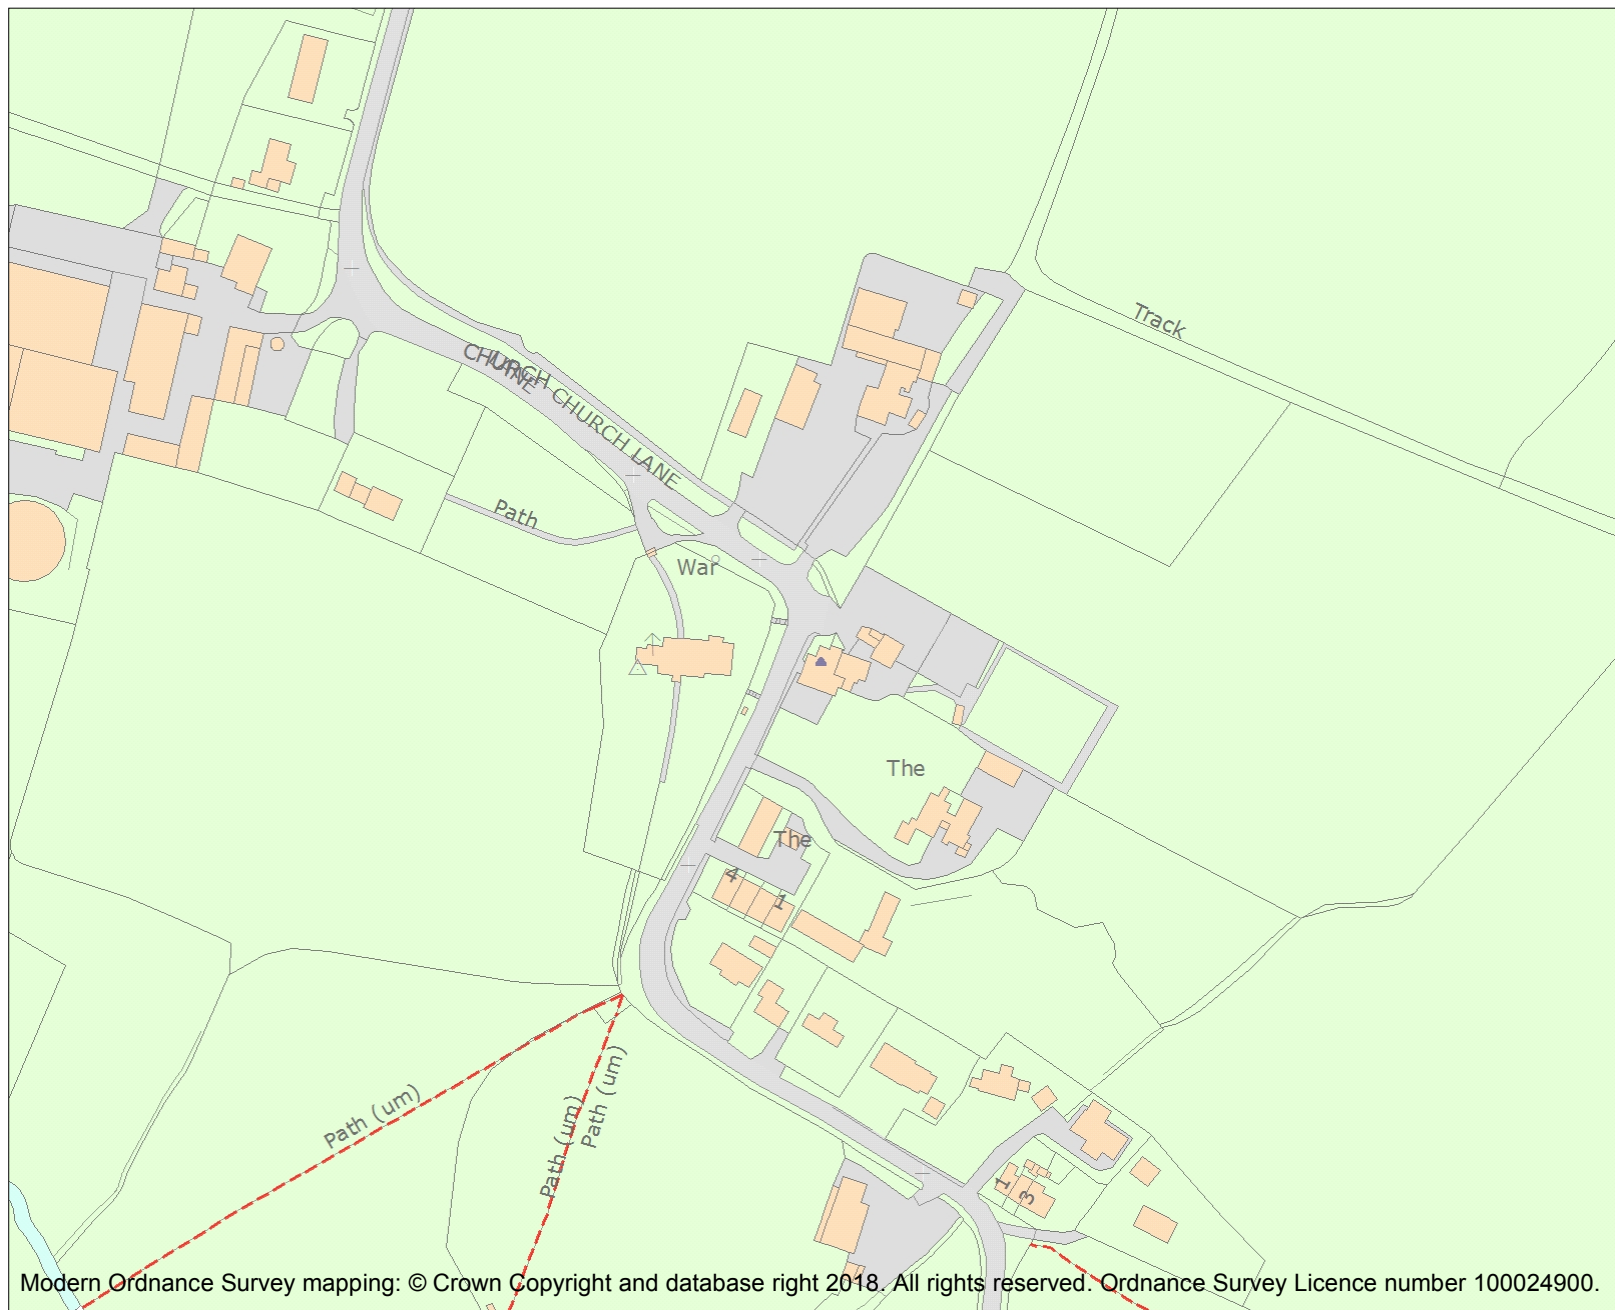 Track
CHURCH
LANE
CHURCH LANE
Path
War
The
The
4
1
Path (um)
Path (um)
Path (um)
1
3
Modern Ordnance Survey mapping: © Crown Copyright and database right 2018. All rights reserved. Ordnance Survey Licence number 100024900.